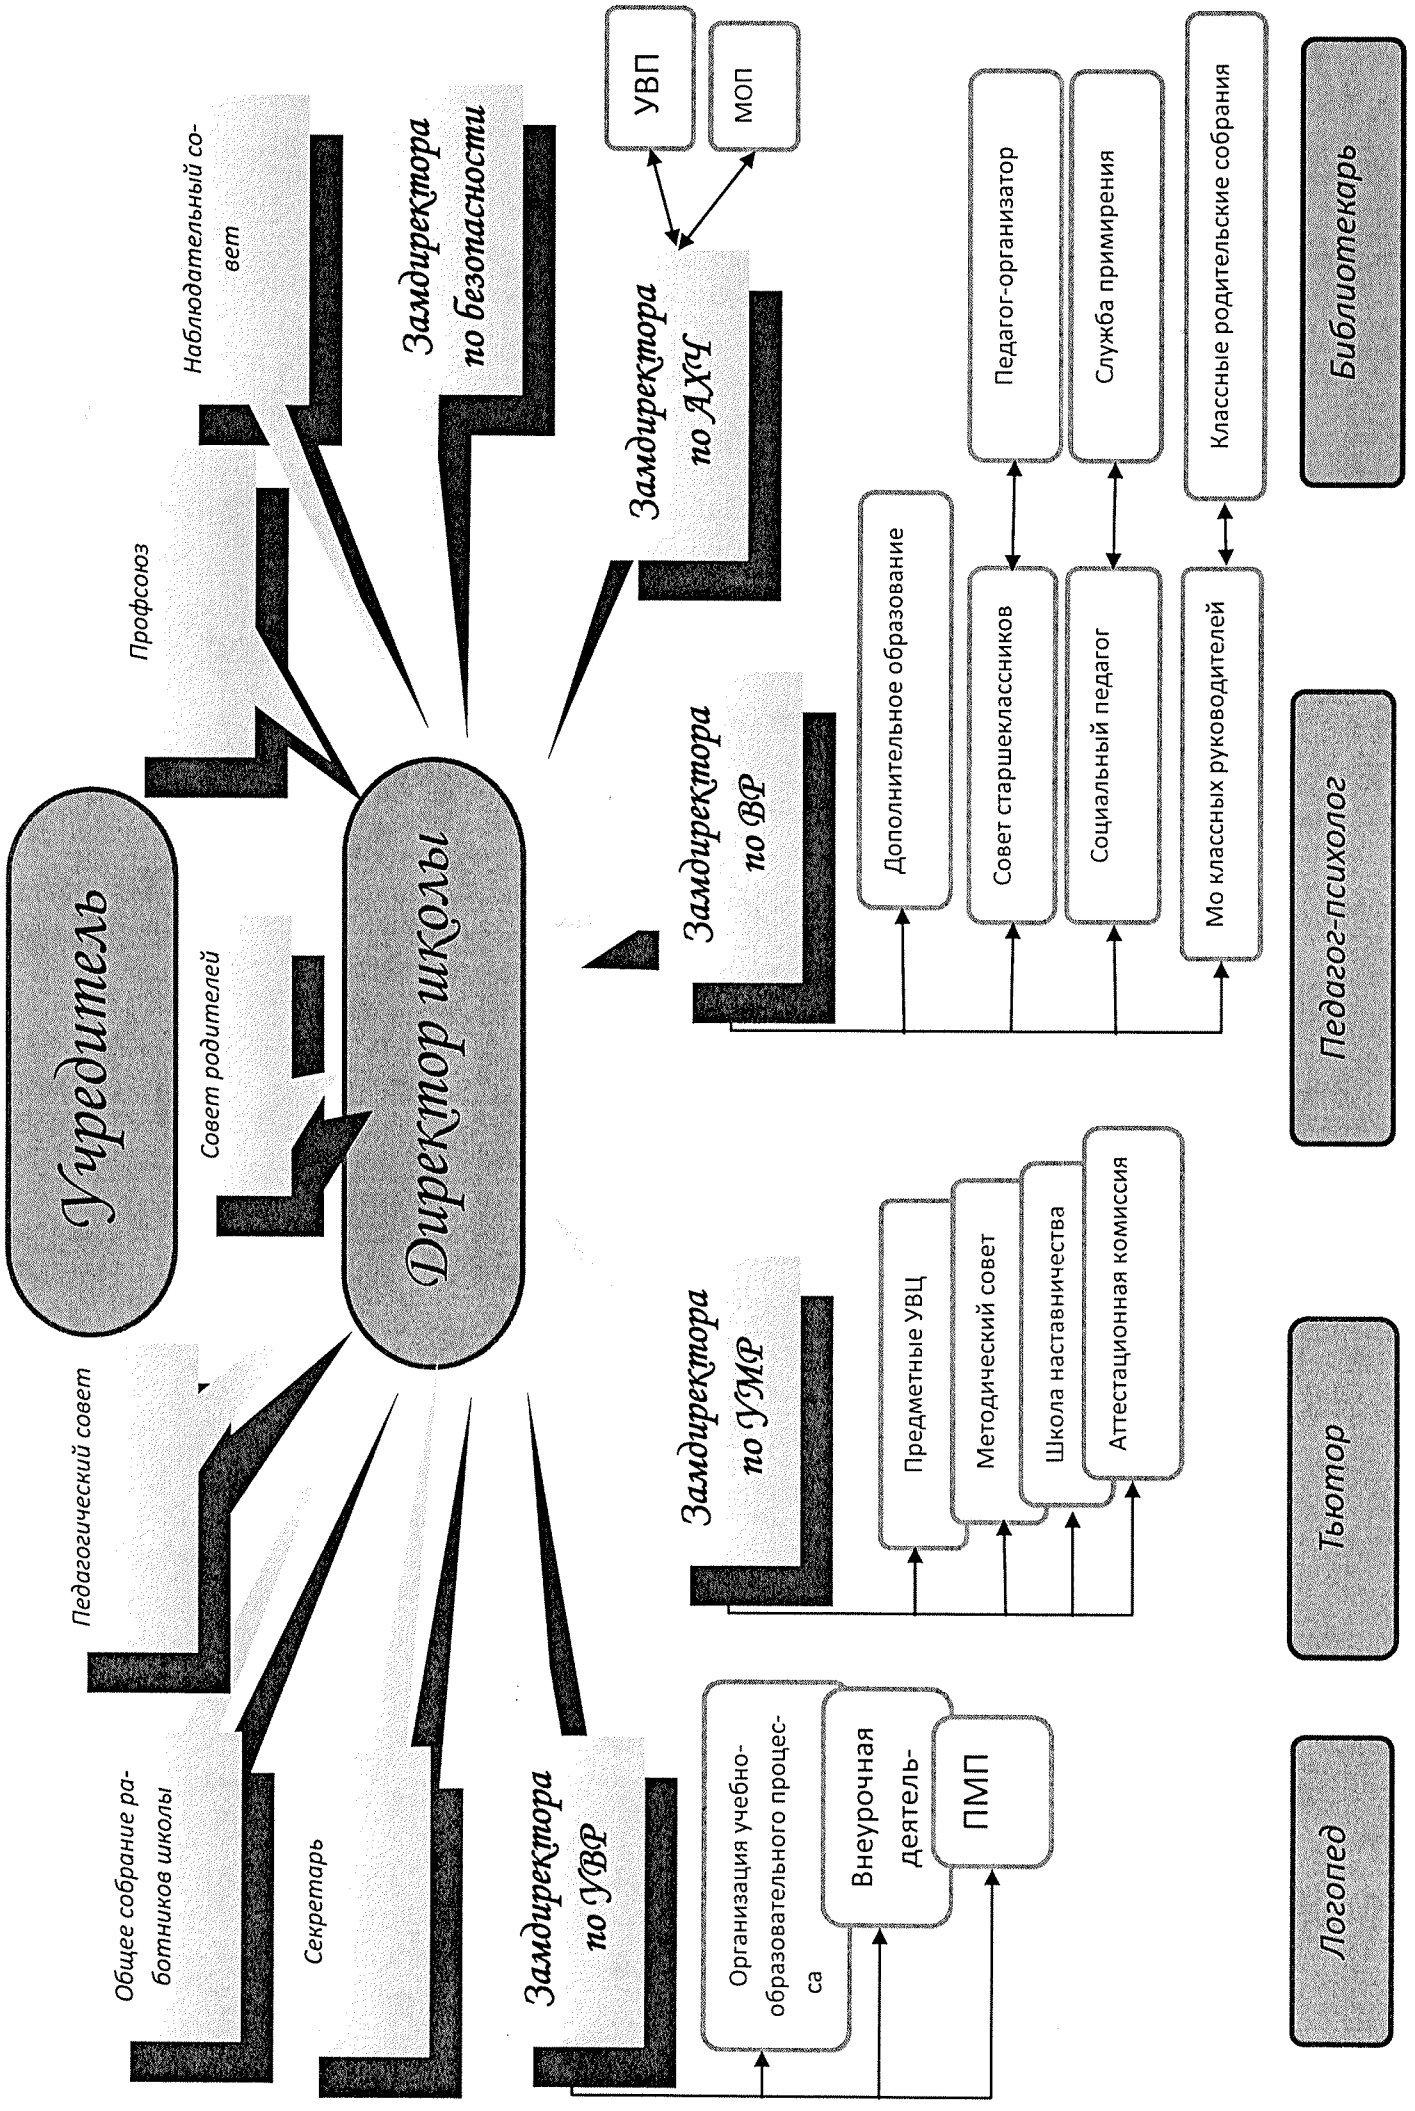 Учредитель
Педагогический совет
Совет родителей
Профсоюз
Наблюдательный со-
вет
Общее собрание ра-
ботников школы
Директор школы
Секретарь
Замдиректора
по безопасности
Замдиректора
по УВР
Замдиректора
по УМР
Замдиректора
по ВР
Замдиректора
по АХЧ
УВП
МОП
Организация учебно-
образовательного процес-
са
Внеурочная
деятель-
ПМП
Предметные УВЦ
Методический совет
Школа наставничества
Аттестационная комиссия
Дополнительное образование
Совет старшеклассников
Педагог-организатор
Социальный педагог
Служба примирения
Мо классных руководителей
Классные родительские собрания
Логопед
Тьютор
Педагог-психолог
Библиотекарь